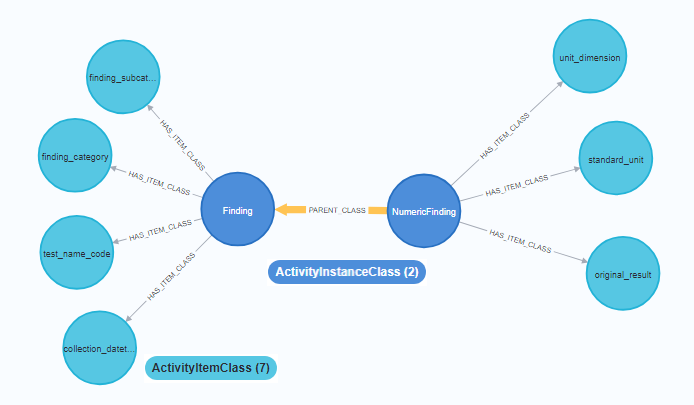 unit_dimension
finding_subcat...
HAS_ITEM_CLASS
HAS_ITEM_CLASS
finding_category
standard_unit
HAS_ITEM_CLASS
HAS_ITEM_CLASS
Finding
PARENT_CLASS
NumericFinding
HAS_ITEM_CLASS
HAS_ITEM_CLASS
test_name_code
original_result
HAS_ITEM_CLASS
ActivityInstanceClass (2)
collection_datet...
ActivityItemClass (7)